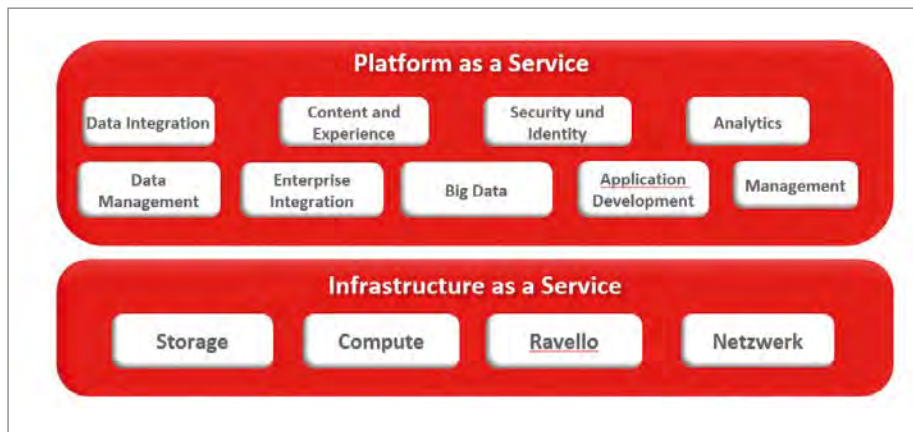 Platform as a Service
Data Integration
Content and
Experience
Security und
Identity
Analytics
Data
Management
Enterprise
Integration
Big Data
Application
Development
Management
Infrastructure as a Service
Storage
Compute
Ravello
Netzwerk